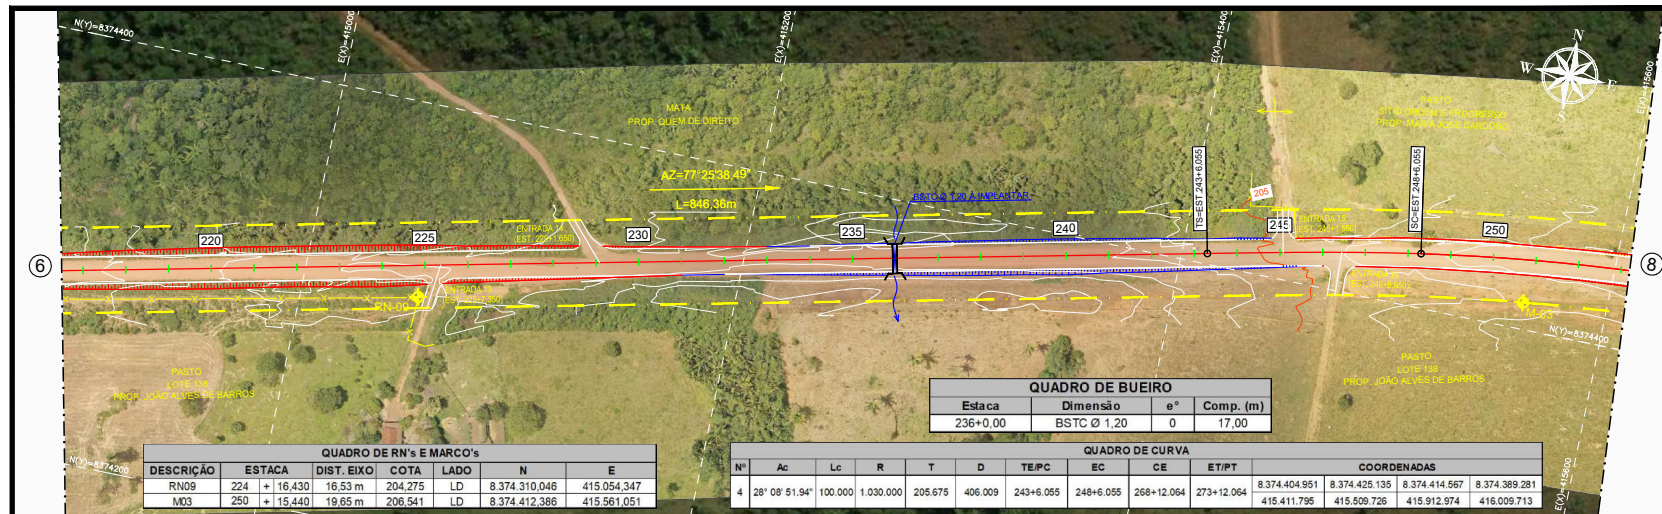 N(Y)=8374400
E(X)=415000
E(X)=415200
E(X)=415400
E(X)=415600
N
W
E
S
MATA
PROP. QUEM DE DIREITO
PASTO
SÍTIO ORDEM E PROGRESSO
PROP. MARIA JOSE CARDOSO
AZ=77°25'38,49"
L=846,36m
BSTC Ø 1,20 A IMPLANTAR
205
TS=EST.243+6,055
SC=EST.248+6,055
220
225
230
235
240
245
250
ENTRADA 14
ENTRADA 15
6
8
RN-09
M-03
N(Y)=8374400
PASTO
LOTE 138
PROP. JOÃO ALVES DE BARROS
PASTO
LOTE 138
PROP. JOÃO ALVES DE BARROS
QUADRO DE BUEIRO
Estaca Dimensão e° Comp. (m)
236+0,00 BSTC Ø 1,20 0 17,00
N(Y)=8374200
E(X)=415600
QUADRO DE RN's E MARCO's
DESCRIÇÃO ESTACA DIST. EIXO COTA LADO N E
RN09 224 + 16,430 16,53 m 204,275 LD 8.374.310,046 415.054,347
M03 250 + 15,440 19,65 m 206,541 LD 8.374.412,386 415.561,051
QUADRO DE CURVA
Nº Ac Lc R T D TE/PC EC CE ET/PT COORDENADAS
4 28° 08' 51.94" 100.000 1.030.000 205.675 406.009 243+6.055 248+6.055 268+12.064 273+12.064 8.374.404.951 8.374.425.135 8.374.414.567 8.374.389.281
415.411.795 415.509.726 415.912.974 416.009.713